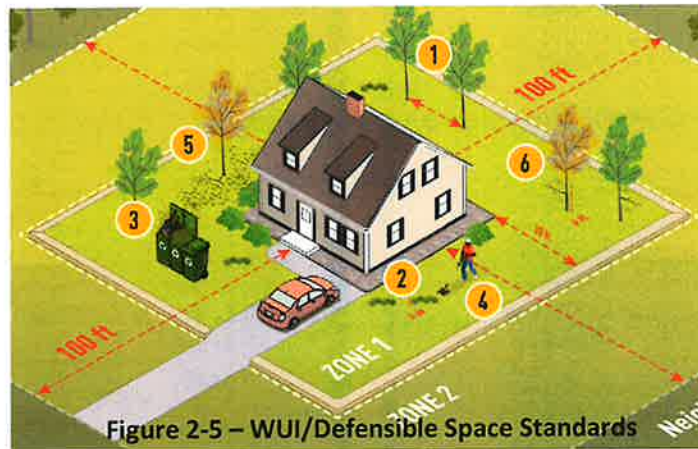 1
100 ft
5
6
3
2
4
100 ft
ZONE 1
ZONE 2
Figure 2-5 – WUI/Defensible Space Standards